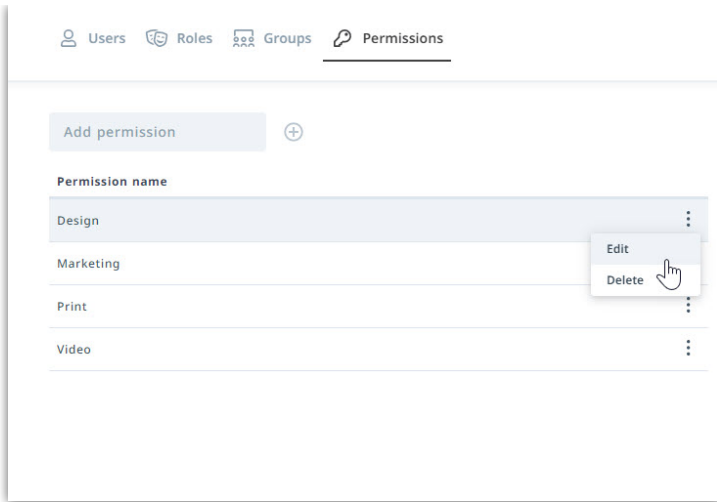 Users Roles Groups Permissions
Add permission
Permission name
Design
Edit
Marketing
Delete
Print
Video